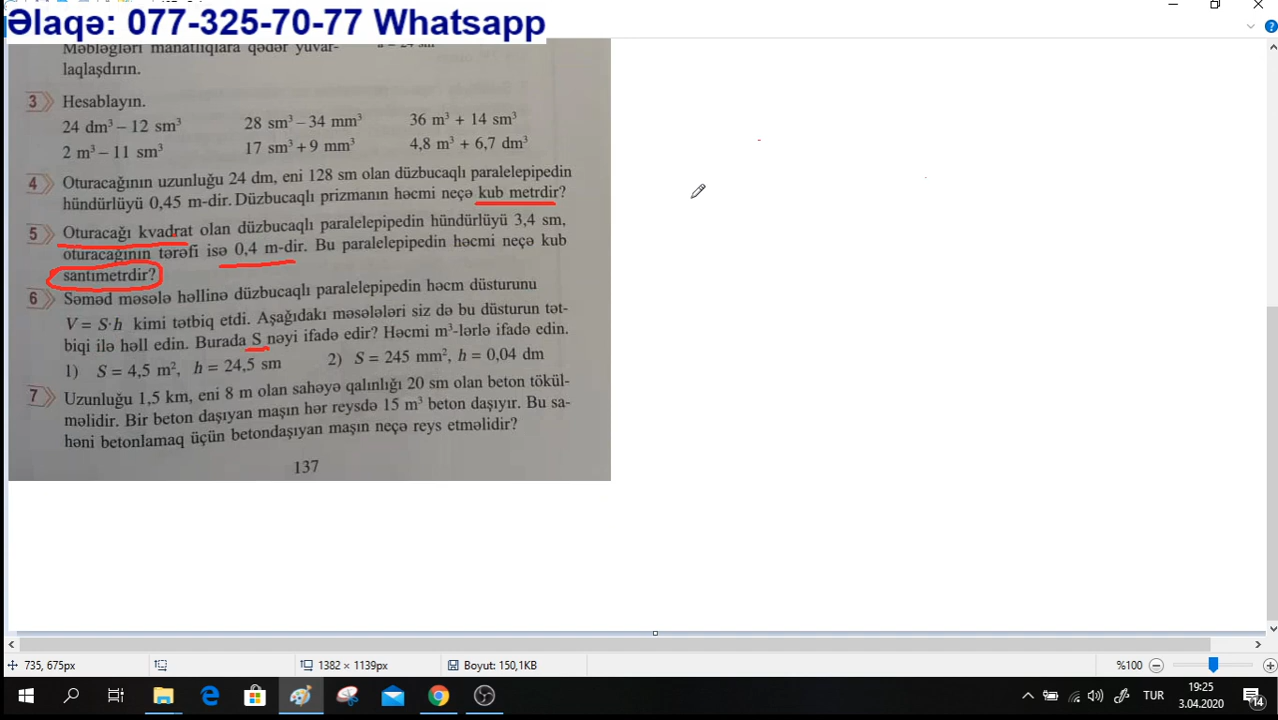 Əlaqə: 077-325-70-77 Whatsapp
Məbləğləri manatlıqlara qədər yuvar-
laqlaşdırın.
3 Hesablayın.
24 dm³ – 12 sm³ 28 sm³ – 34 mm³ 36 m³ + 14 sm³
2 m³ – 11 sm³ 17 sm³ + 9 mm³ 4,8 m³ + 6,7 dm³
4 Oturacağının uzunluğu 24 dm, eni 128 sm olan düzbucaqlı paralelepipedin
hündürlüyü 0,45 m-dir. Düzbucaqlı prizmanın həcmi neçə kub metrdir?
5 Oturacağı kvadrat olan düzbucaqlı paralelepipedin hündürlüyü 3,4 sm,
oturacağının tərəfi isə 0,4 m-dir. Bu paralelepipedin həcmi neçə kub
santimetrdir?
6 Səməd məsələ həllinə düzbucaqlı paralelepipedin həcm düsturunu
V = S·h kimi tətbiq etdi. Aşağıdakı məsələləri siz də bu düsturun tət-
biqi ilə həll edin. Burada S nəyi ifadə edir? Həcmi m³-lərlə ifadə edin.
1) S = 4,5 m², h = 24,5 sm 2) S = 245 mm², h = 0,04 dm
7 Uzunluğu 1,5 km, eni 8 m olan sahəyə qalınlığı 20 sm olan beton tökül-
məlidir. Bir beton daşıyan maşın hər reysdə 15 m³ beton daşıyır. Bu sa-
həni betonlamaq üçün betondaşıyan maşın neçə reys etməlidir?
137
735, 675px 1382 × 1139px Boyut: 150,1KB %100
TUR 19:25
3.04.2020 14